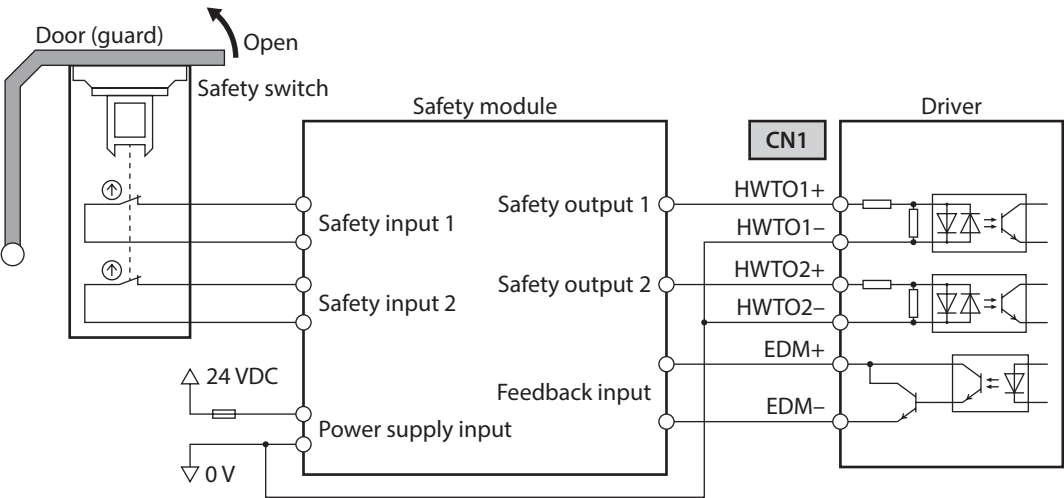 Door (guard)
Open
Safety switch
Safety module
Driver
CN1
HWTO1+
Safety output 1
Safety input 1
HWTO1−
HWTO2+
Safety output 2
Safety input 2
HWTO2−
EDM+
24 VDC
Feedback input
EDM−
Power supply input
0 V